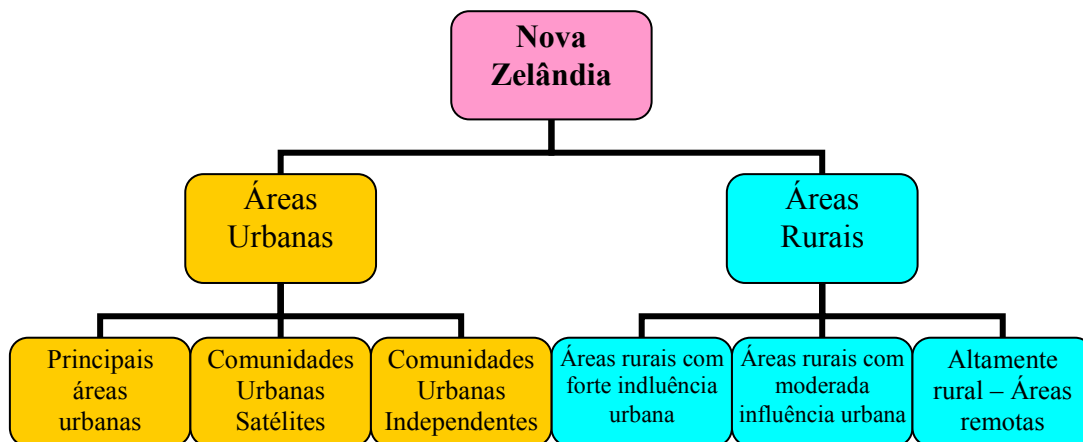 Nova
Zelândia
Áreas
Urbanas
Áreas
Rurais
Principais
áreas
urbanas
Comunidades
Urbanas
Satélites
Comunidades
Urbanas
Independentes
Áreas rurais com
forte indluência
urbana
Áreas rurais com
moderada
influência urbana
Altamente
rural – Áreas
remotas